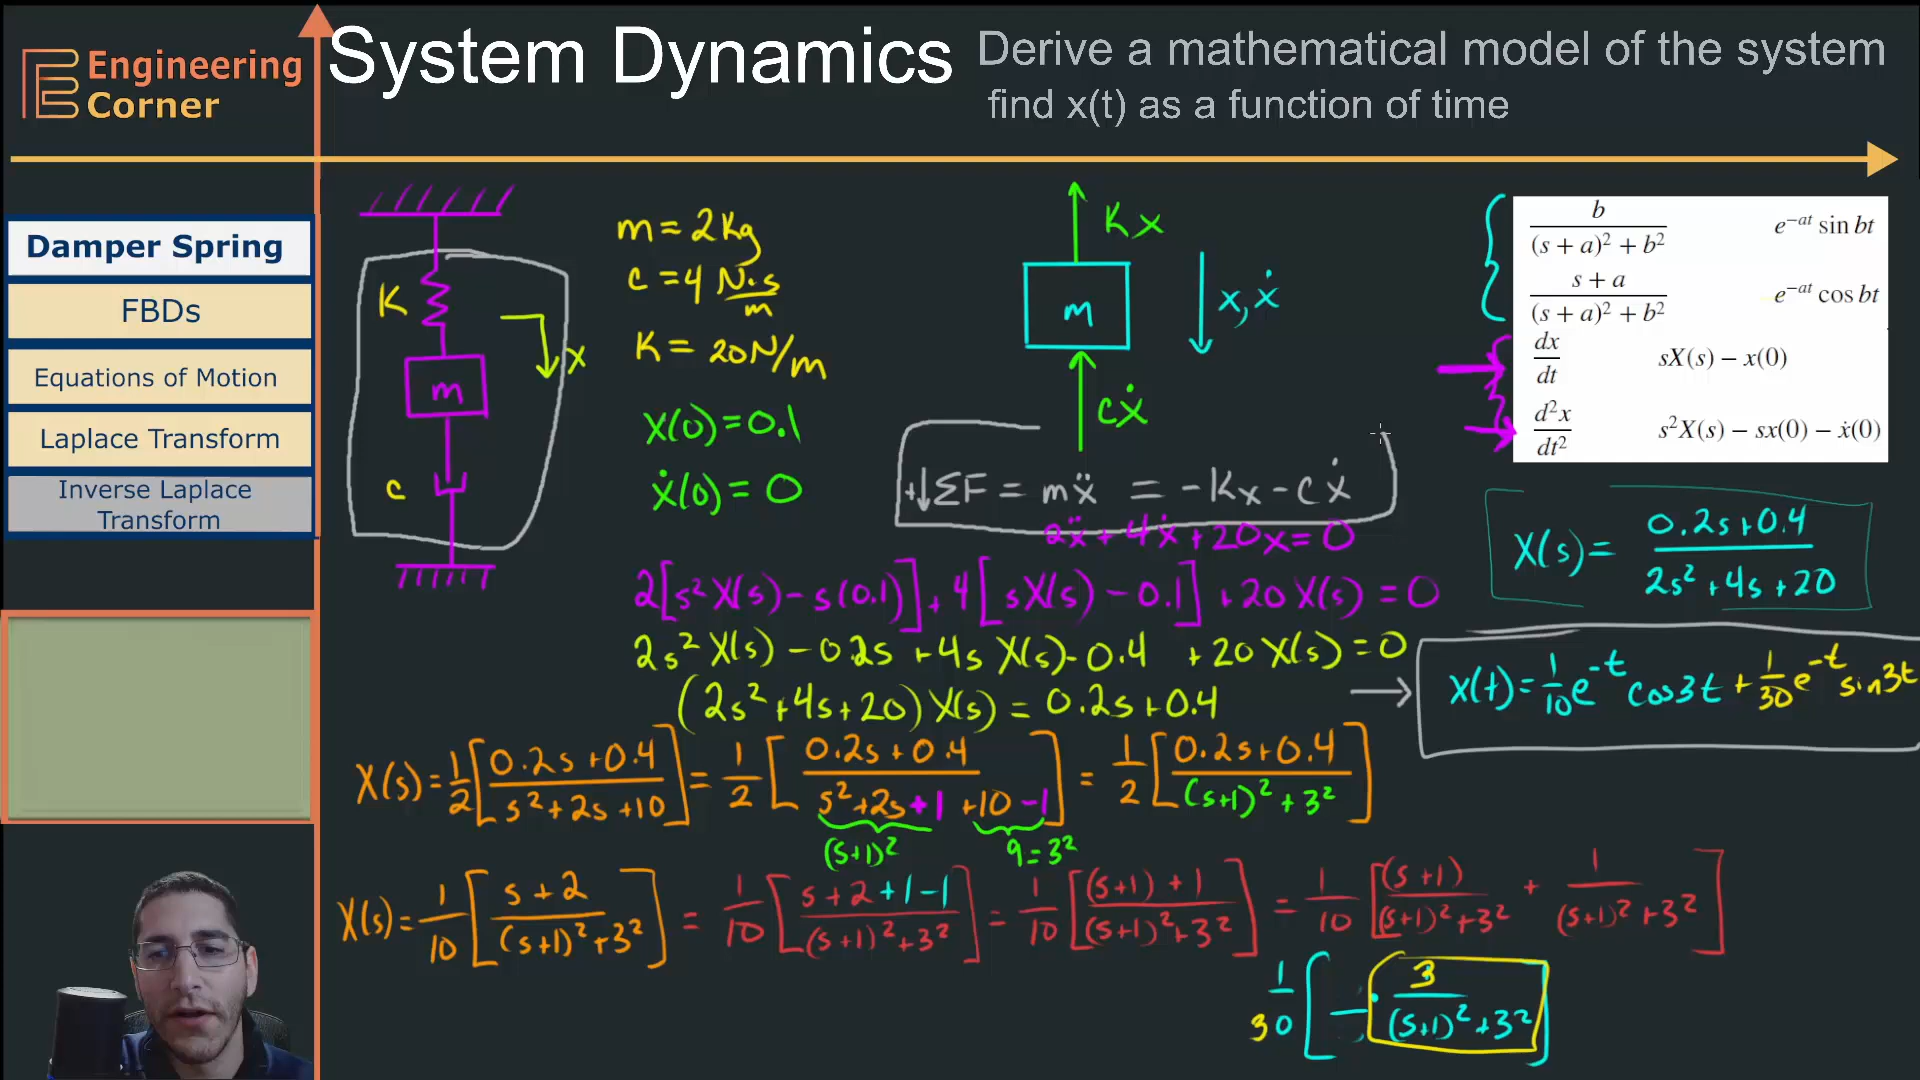 Engineering
Corner
System Dynamics
Derive a mathematical model of the system
find x(t) as a function of time
Damper Spring
FBDs
Equations of Motion
Laplace Transform
Inverse Laplace
Transform
K
m
c
x
m = 2kg
c = 4 N·s/m
K = 20N/m
x(0) = 0.1
ẋ(0) = 0
Kx
m
x, ẋ
cẋ
+↓ΣF = mẍ = -Kx - cẋ
2ẍ + 4ẋ + 20x = 0
2[s²X(s) - s(0.1)] + 4[sX(s) - 0.1] + 20X(s) = 0
2s²X(s) - 0.2s + 4sX(s) - 0.4 + 20X(s) = 0
(2s² + 4s + 20)X(s) = 0.2s + 0.4
X(s) = 1/2 [(0.2s + 0.4)/(s² + 2s + 10)] = 1/2 [(0.2s + 0.4)/(s² + 2s + 1 + 10 - 1)] = 1/2 [(0.2s + 0.4)/((s+1)² + 3²)]
(s+1)² 9 = 3²
X(s) = 1/10 [(s + 2)/((s+1)² + 3²)] = 1/10 [(s + 2 + 1 - 1)/((s+1)² + 3²)] = 1/10 [((s+1) + 1)/((s+1)² + 3²)] = 1/10 [(s+1)/((s+1)² + 3²) + 1/((s+1)² + 3²)]
1/30 [ — · 3/((s+1)² + 3²)]
b/((s + a)² + b²) e^(−at) sin bt
(s + a)/((s + a)² + b²) e^(−at) cos bt
dx/dt sX(s) − x(0)
d²x/dt² s²X(s) − sx(0) − ẋ(0)
X(s) = (0.2s + 0.4)/(2s² + 4s + 20)
x(t) = 1/10 e^(-t) cos3t + 1/30 e^(-t) sin3t